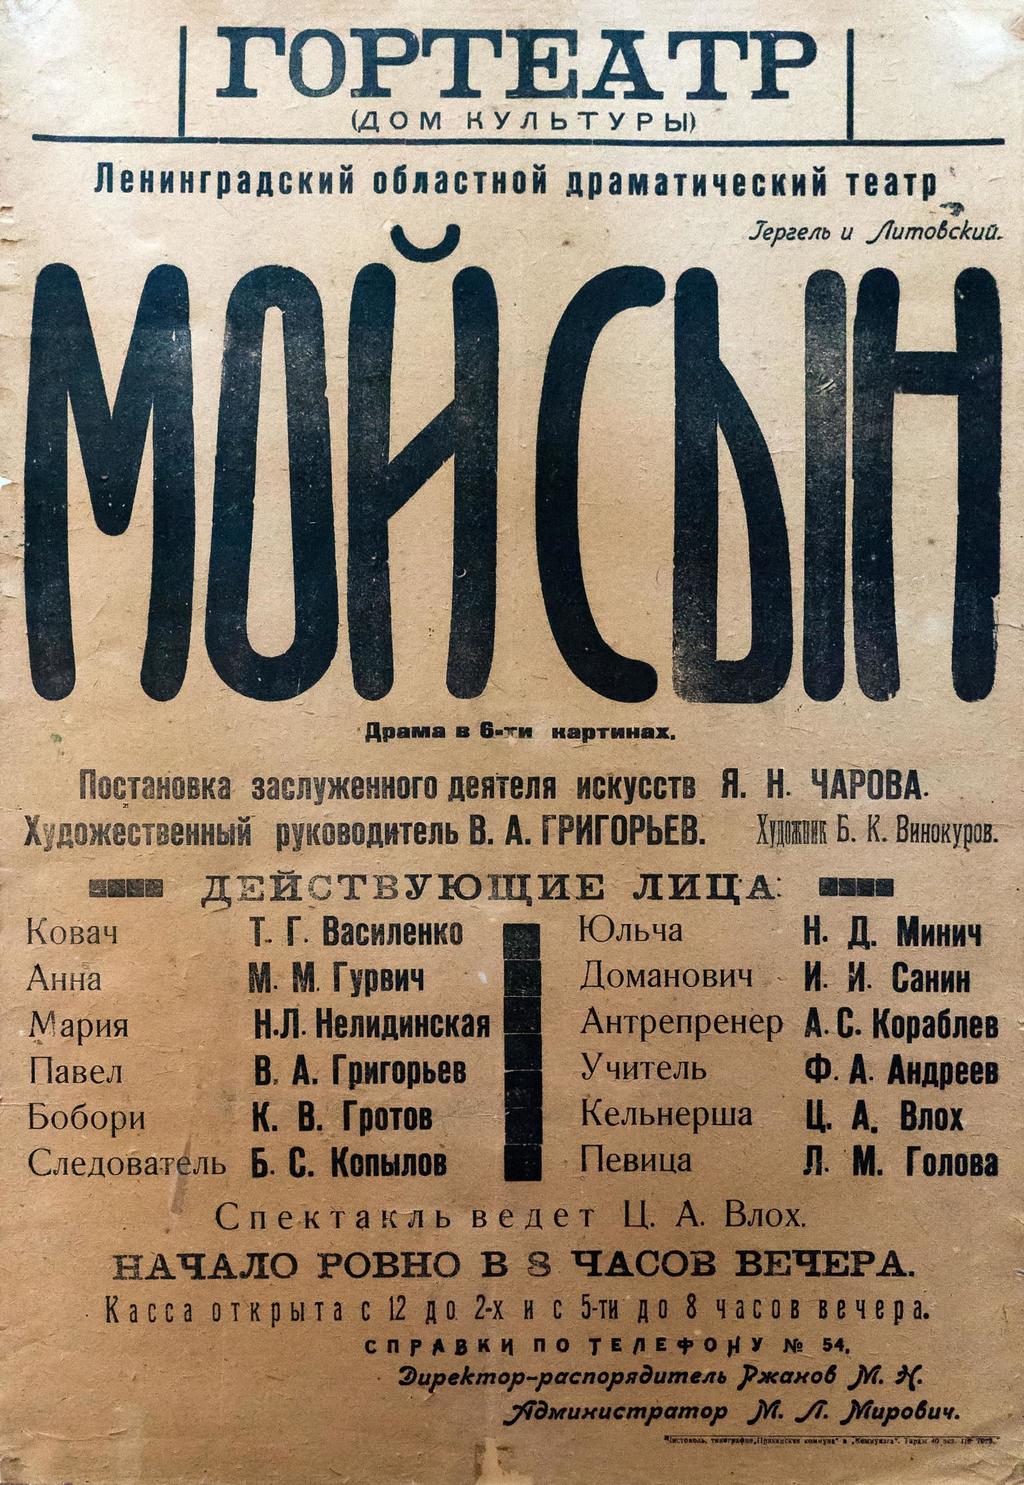 ГОРТЕАТР
(ДОМ КУЛЬТУРЫ)
Ленинградский областной драматический театр
Гергель и Литовский.
МОЙ СЫН
Драма в 6-ти картинах.
Постановка заслуженного деятеля искусств Я. Н. ЧАРОВА.
Художественный руководитель В. А. ГРИГОРЬЕВ. Художник Б. К. Винокуров.
ДЕЙСТВУЮЩИЕ ЛИЦА:
Ковач Т. Г. Василенко
Анна М. М. Гурвич
Мария Н.Л. Нелидинская
Павел В. А. Григорьев
Бобори К. В. Гротов
Следователь Б. С. Копылов
Юльча Н. Д. Минич
Доманович И. И. Санин
Антрепренер А. С. Кораблев
Учитель Ф. А. Андреев
Кельнерша Ц. А. Влох
Певица Л. М. Голова
Спектакль ведет Ц. А. Влох.
НАЧАЛО РОВНО В 8 ЧАСОВ ВЕЧЕРА.
Касса открыта с 12 до 2-х и с 5-ти до 8 часов вечера.
СПРАВКИ ПО ТЕЛЕФОНУ № 54.
Директор-распорядитель Ржанов М. Н.
Администратор М. Л. Мирович.
Чистополь, типография